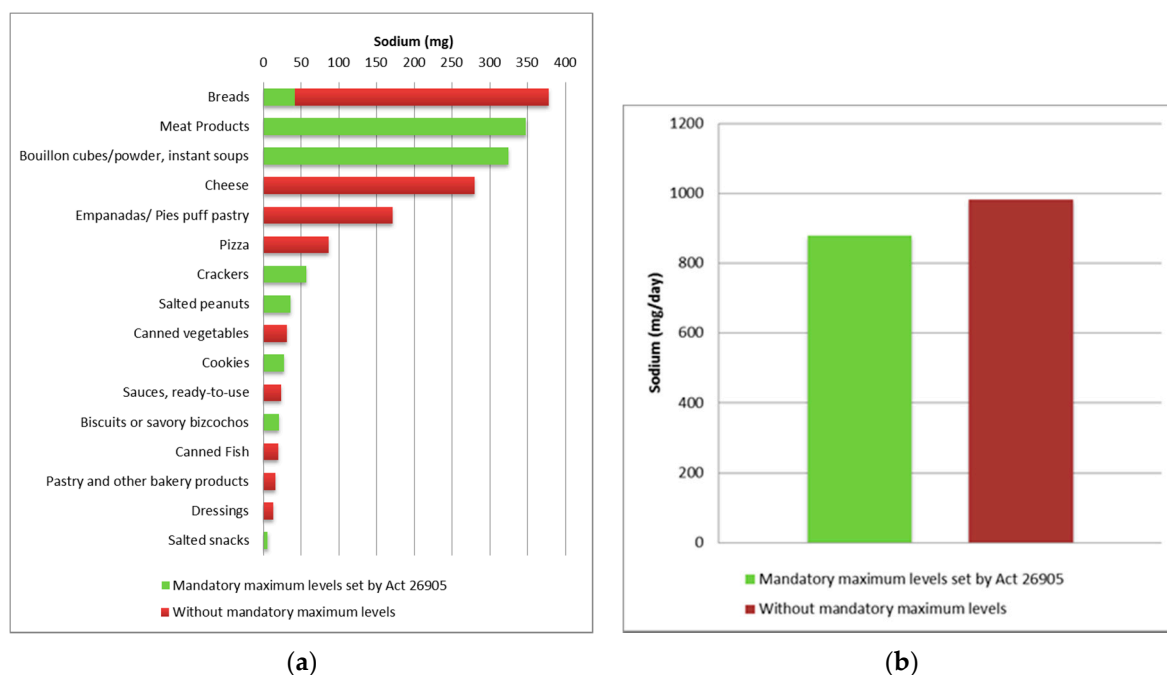 Sodium (mg)
0 50 100 150 200 250 300 350 400
Breads
Meat Products
Bouillon cubes/powder, instant soups
Cheese
Empanadas/ Pies puff pastry
Pizza
Crackers
Salted peanuts
Canned vegetables
Cookies
Sauces, ready-to-use
Biscuits or savory bizcochos
Canned Fish
Pastry and other bakery products
Dressings
Salted snacks
Mandatory maximum levels set by Act 26905
Without mandatory maximum levels
(a)
Sodium (mg/day)
1200
1000
800
600
400
200
0
Mandatory maximum levels set by Act 26905
Without mandatory maximum levels
(b)